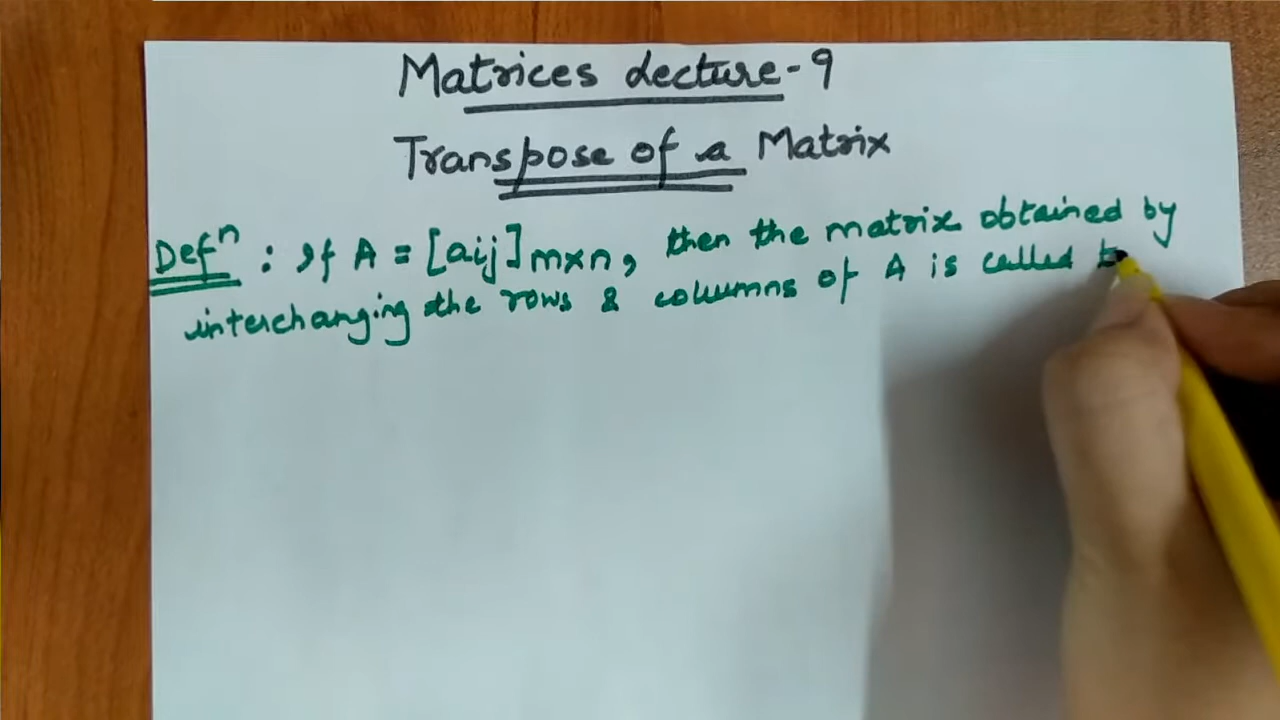 Matrices Lecture-9
Transpose of a Matrix
Defn : If A = [aij]m×n, then the matrix obtained by
interchanging the rows & columns of A is called